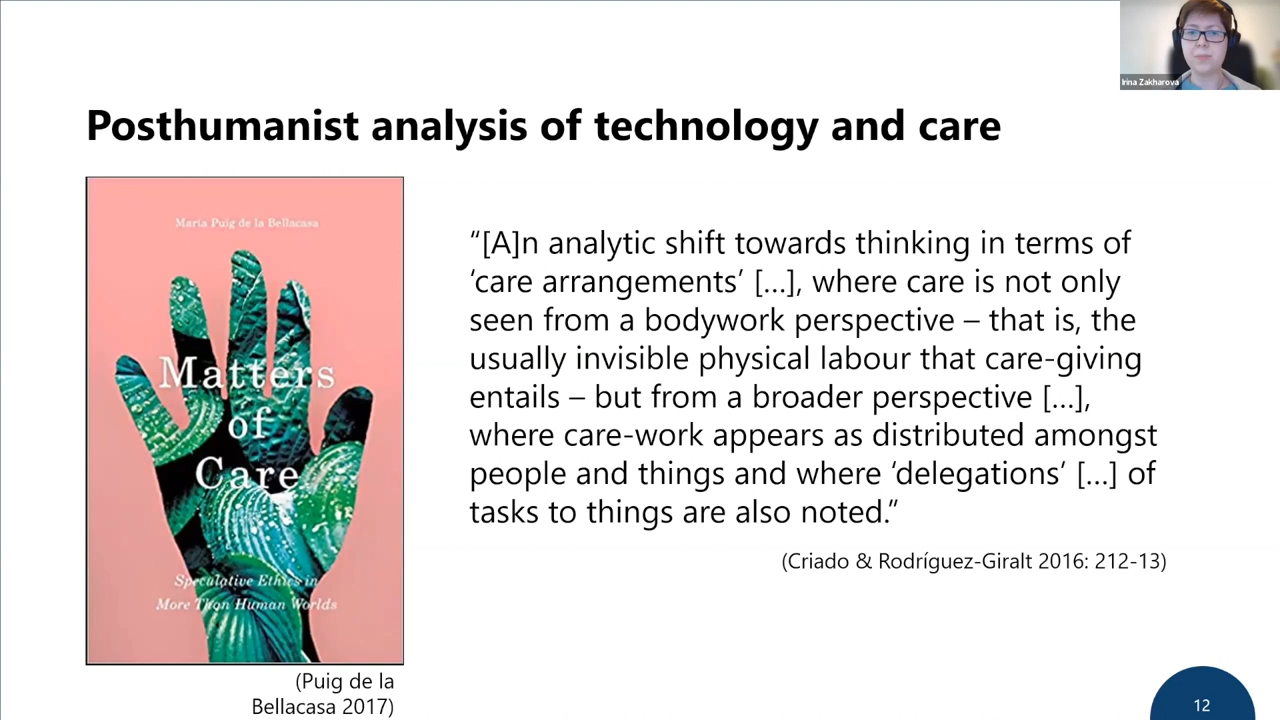 Irina Zakharova
Posthumanist analysis of technology and care
María Puig de la Bellacasa
Matters
of
Care
Speculative Ethics in
More Than Human Worlds
(Puig de la
Bellacasa 2017)
“[A]n analytic shift towards thinking in terms of
‘care arrangements’ [...], where care is not only
seen from a bodywork perspective – that is, the
usually invisible physical labour that care-giving
entails – but from a broader perspective [...],
where care-work appears as distributed amongst
people and things and where ‘delegations’ [...] of
tasks to things are also noted.”
(Criado & Rodríguez-Giralt 2016: 212-13)
12